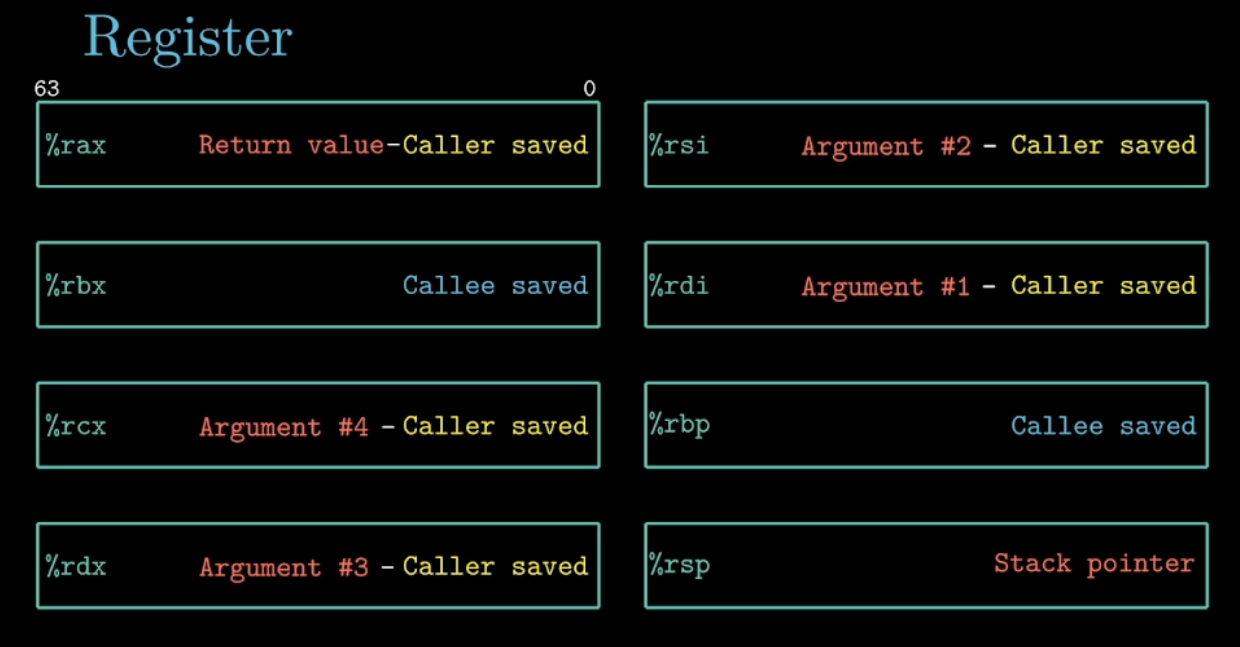 Register
63 0
%rax Return value-Caller saved
%rbx Callee saved
%rcx Argument #4 - Caller saved
%rdx Argument #3 - Caller saved
%rsi Argument #2 - Caller saved
%rdi Argument #1 - Caller saved
%rbp Callee saved
%rsp Stack pointer